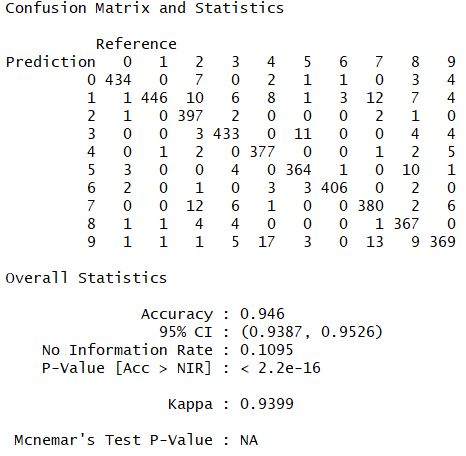 Confusion Matrix and Statistics
Reference
Prediction 0 1 2 3 4 5 6 7 8 9
0 434 0 7 0 2 1 1 0 3 4
1 1 446 10 6 8 1 3 12 7 4
2 1 0 397 2 0 0 0 2 1 0
3 0 0 3 433 0 11 0 0 4 4
4 0 1 2 0 377 0 0 1 2 5
5 3 0 0 4 0 364 1 0 10 1
6 2 0 1 0 3 3 406 0 2 0
7 0 0 12 6 1 0 0 380 2 6
8 1 1 4 4 0 0 0 1 367 0
9 1 1 1 5 17 3 0 13 9 369
Overall Statistics
Accuracy : 0.946
95% CI : (0.9387, 0.9526)
No Information Rate : 0.1095
P-Value [Acc > NIR] : < 2.2e-16
Kappa : 0.9399
Mcnemar's Test P-Value : NA